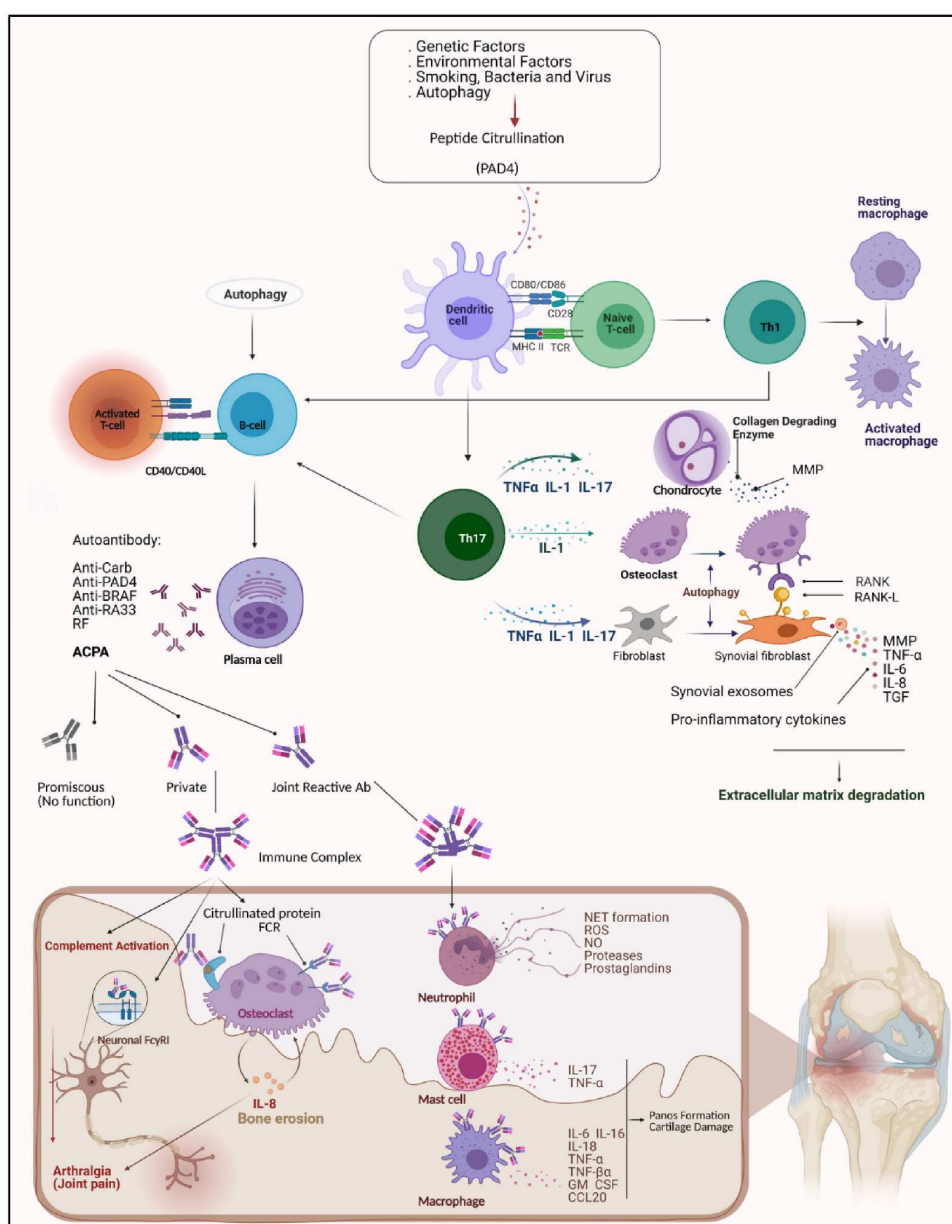 . Genetic Factors
. Environmental Factors
. Smoking, Bacteria and Virus
. Autophagy
Peptide Citrullination
(PAD4)
Resting
macrophage
CD80/CD86
Dendritic
cell
CD28
Naive
T-cell
MHC II
TCR
Th1
Activated
macrophage
Autophagy
Activated
T-cell
B-cell
CD40/CD40L
Collagen Degrading
Enzyme
MMP
Chondrocyte
TNFα IL-1 IL-17
Th17
IL-1
Osteoclast
RANK
RANK-L
Autophagy
TNFα IL-1 IL-17
Fibroblast
Synovial fibroblast
MMP
TNF-α
IL-6
IL-8
TGF
Synovial exosomes
Pro-inflammatory cytokines
Extracellular matrix degradation
Autoantibody:
Anti-Carb
Anti-PAD4
Anti-BRAF
Anti-RA33
RF
ACPA
Plasma cell
Promiscous
(No function)
Private
Joint Reactive Ab
Immune Complex
Citrullinated protein
FCR
Complement Activation
Osteoclast
Neuronal FcγRI
IL-8
Bone erosion
Arthralgia
(Joint pain)
Neutrophil
NET formation
ROS
NO
Proteases
Prostaglandins
Mast cell
IL-17
TNF-α
Macrophage
IL-6 IL-16
IL-18
TNF-α
TNF-βα
GM CSF
CCL20
Panos Formation
Cartilage Damage